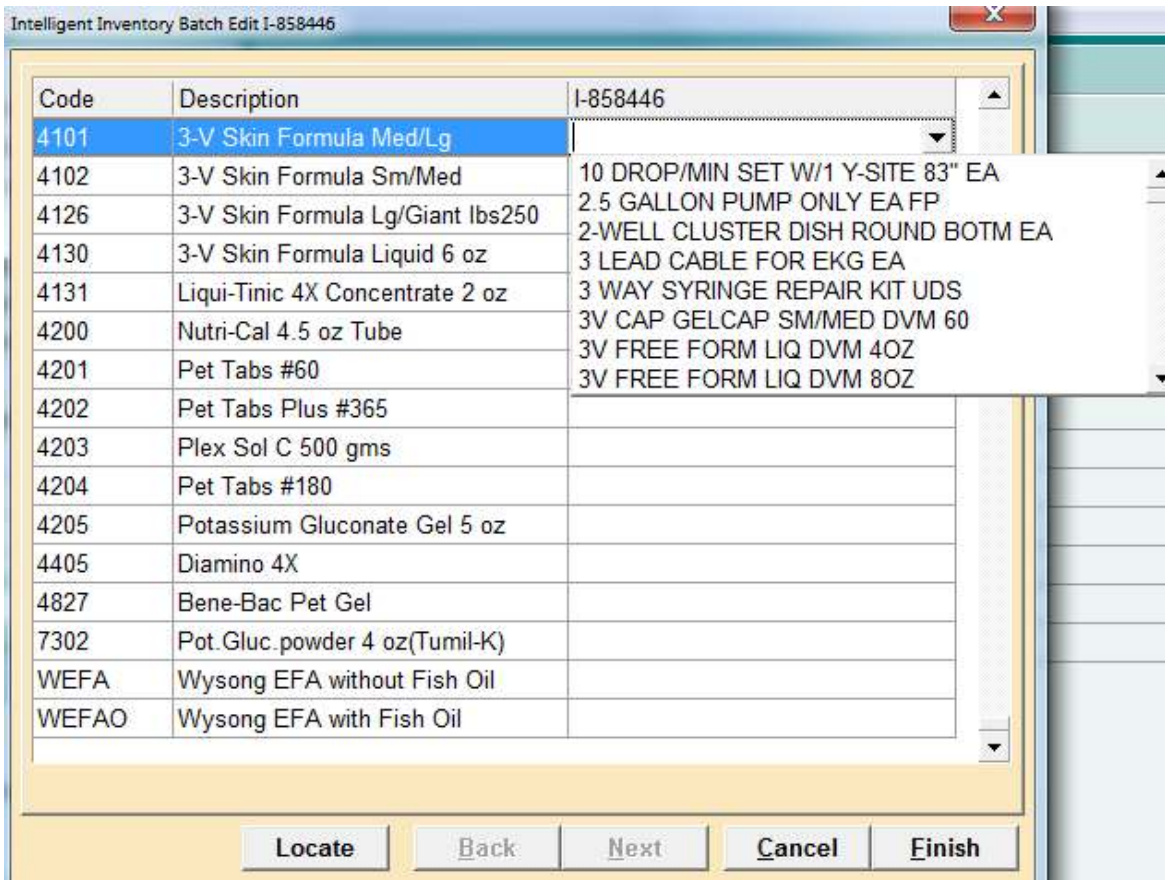 Intelligent Inventory Batch Edit I-858446
Code Description I-858446
4101 3-V Skin Formula Med/Lg
4102 3-V Skin Formula Sm/Med
4126 3-V Skin Formula Lg/Giant lbs250
4130 3-V Skin Formula Liquid 6 oz
4131 Liqui-Tinic 4X Concentrate 2 oz
4200 Nutri-Cal 4.5 oz Tube
4201 Pet Tabs #60
4202 Pet Tabs Plus #365
4203 Plex Sol C 500 gms
4204 Pet Tabs #180
4205 Potassium Gluconate Gel 5 oz
4405 Diamino 4X
4827 Bene-Bac Pet Gel
7302 Pot.Gluc.powder 4 oz(Tumil-K)
WEFA Wysong EFA without Fish Oil
WEFAO Wysong EFA with Fish Oil
10 DROP/MIN SET W/1 Y-SITE 83" EA
2.5 GALLON PUMP ONLY EA FP
2-WELL CLUSTER DISH ROUND BOTM EA
3 LEAD CABLE FOR EKG EA
3 WAY SYRINGE REPAIR KIT UDS
3V CAP GELCAP SM/MED DVM 60
3V FREE FORM LIQ DVM 4OZ
3V FREE FORM LIQ DVM 8OZ
Locate Back Next Cancel Finish